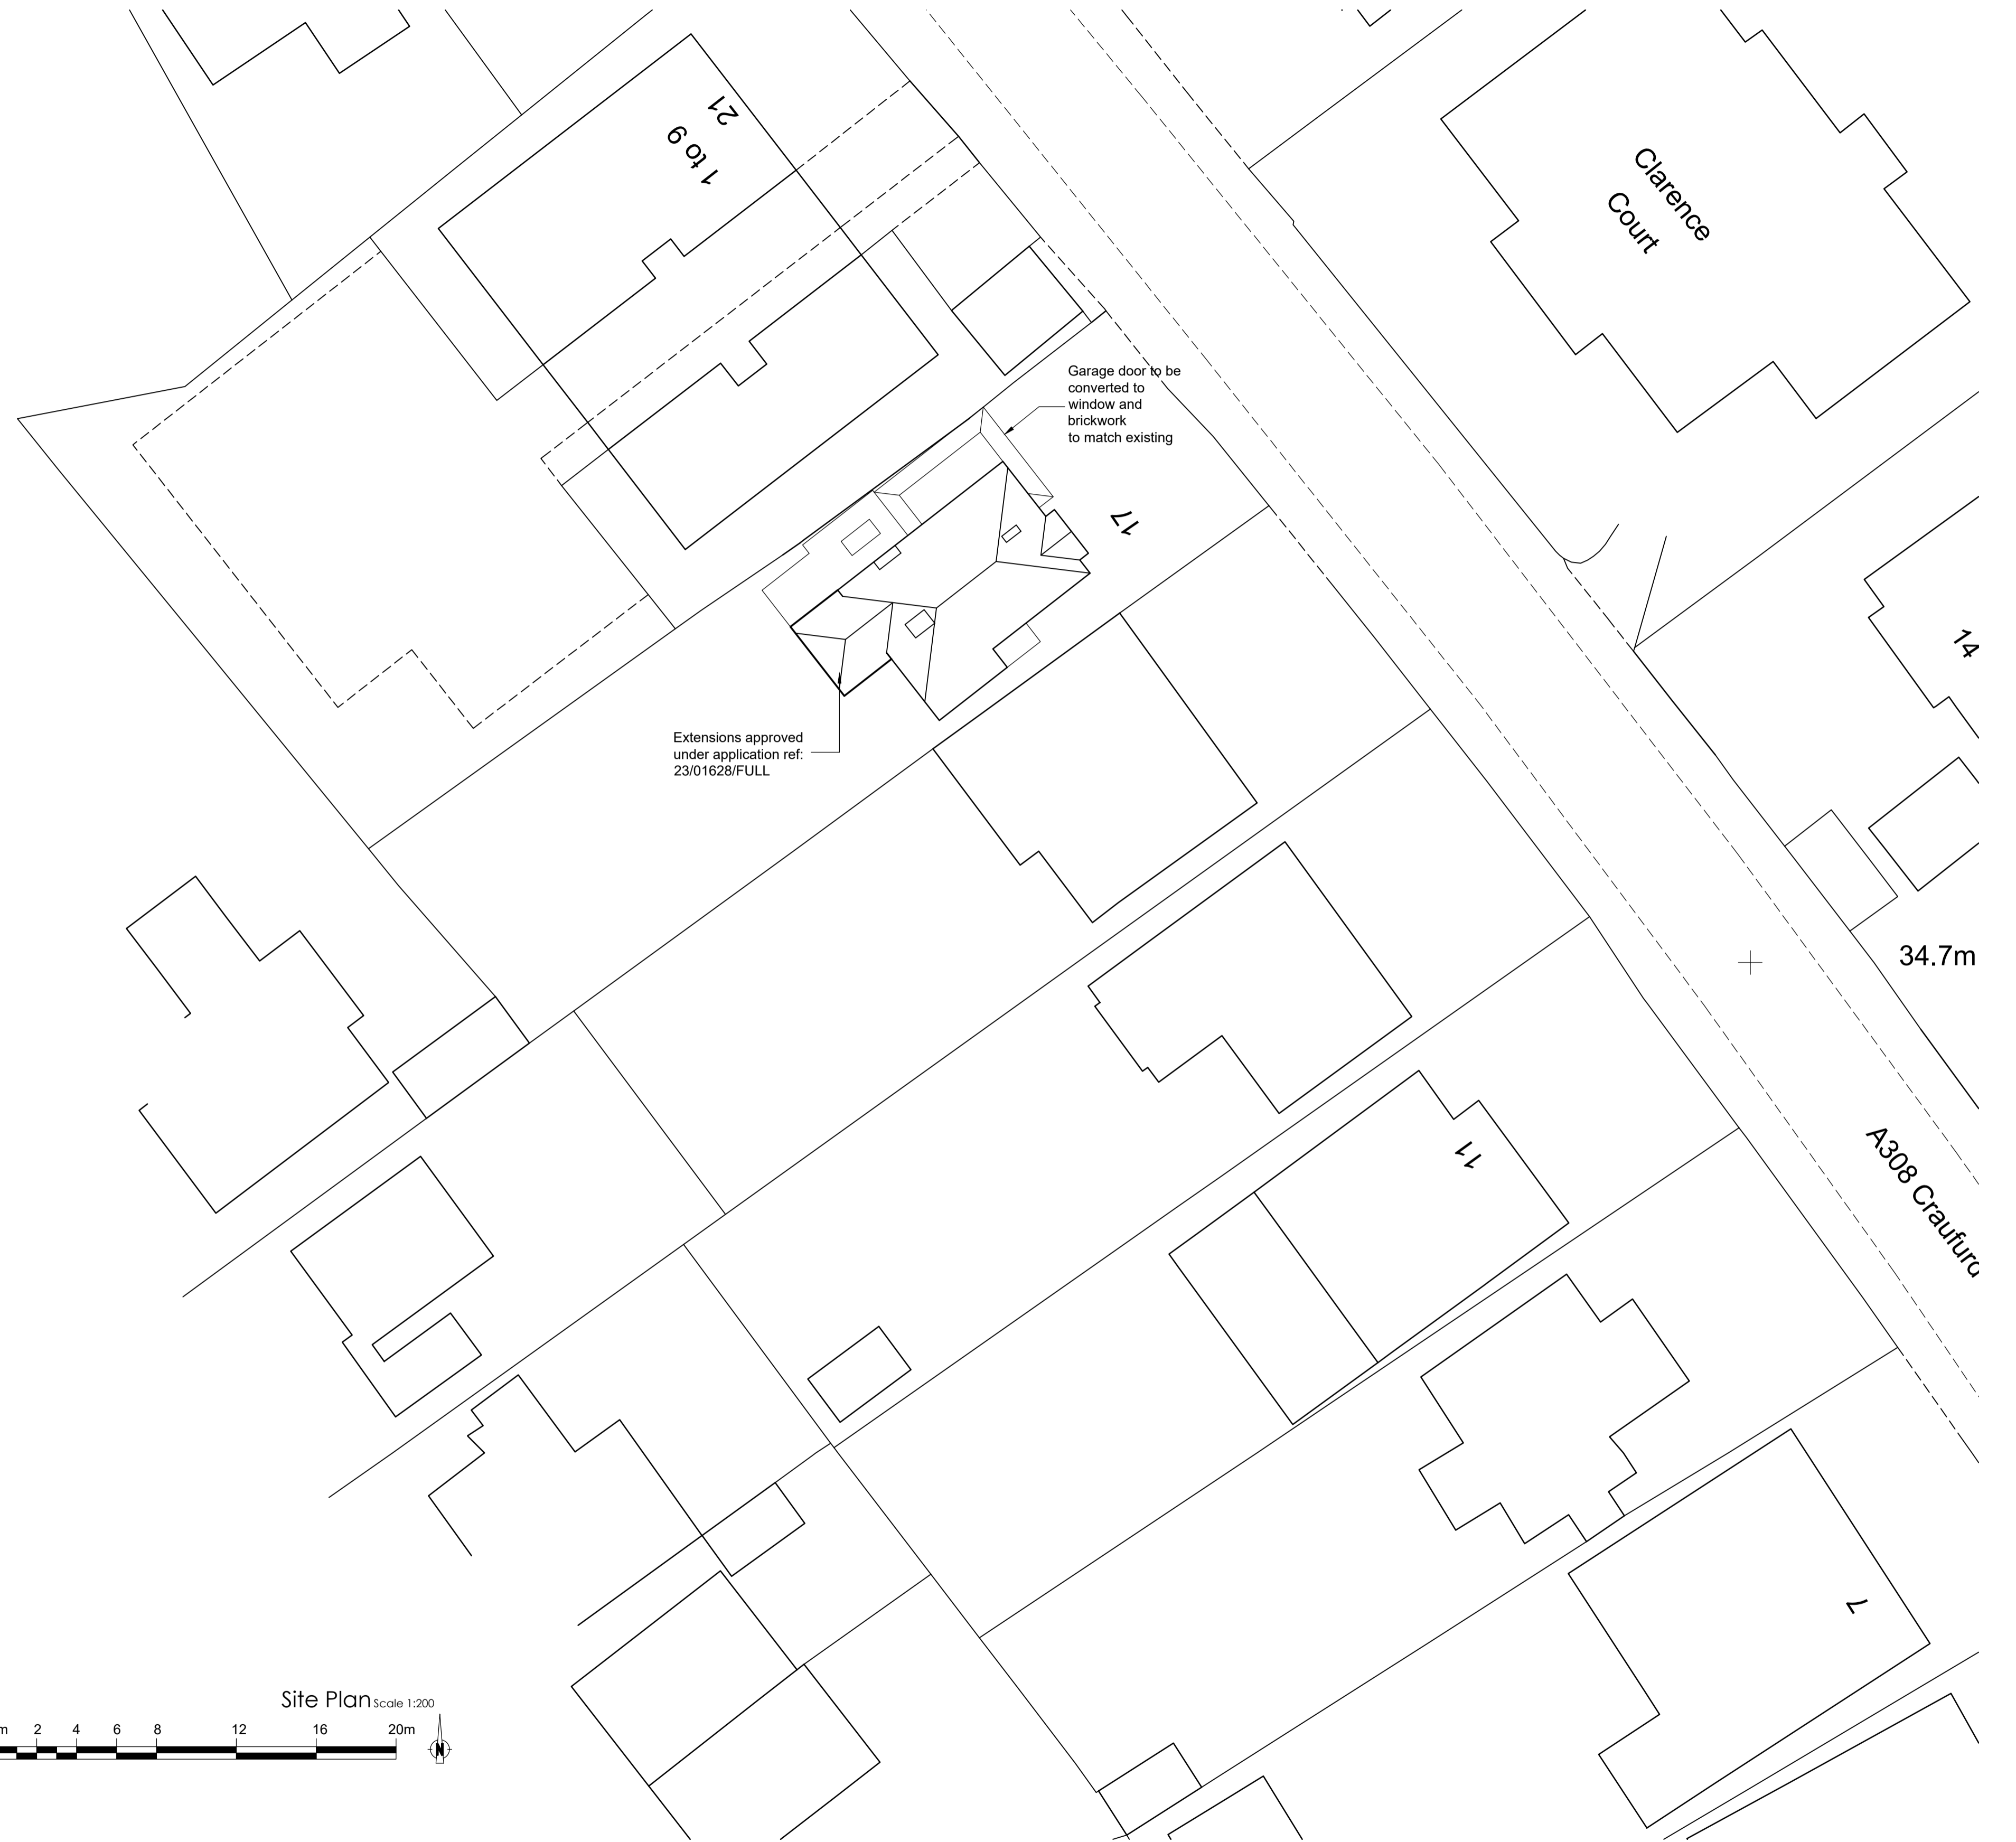 21
1 to 9
Clarence
Court
Garage door to be
converted to
window and
brickwork
to match existing
17
14
Extensions approved
under application ref:
23/01628/FULL
34.7m
11
A308 Craufurd
7
Site Plan Scale 1:200
m 2 4 6 8 12 16 20m
N